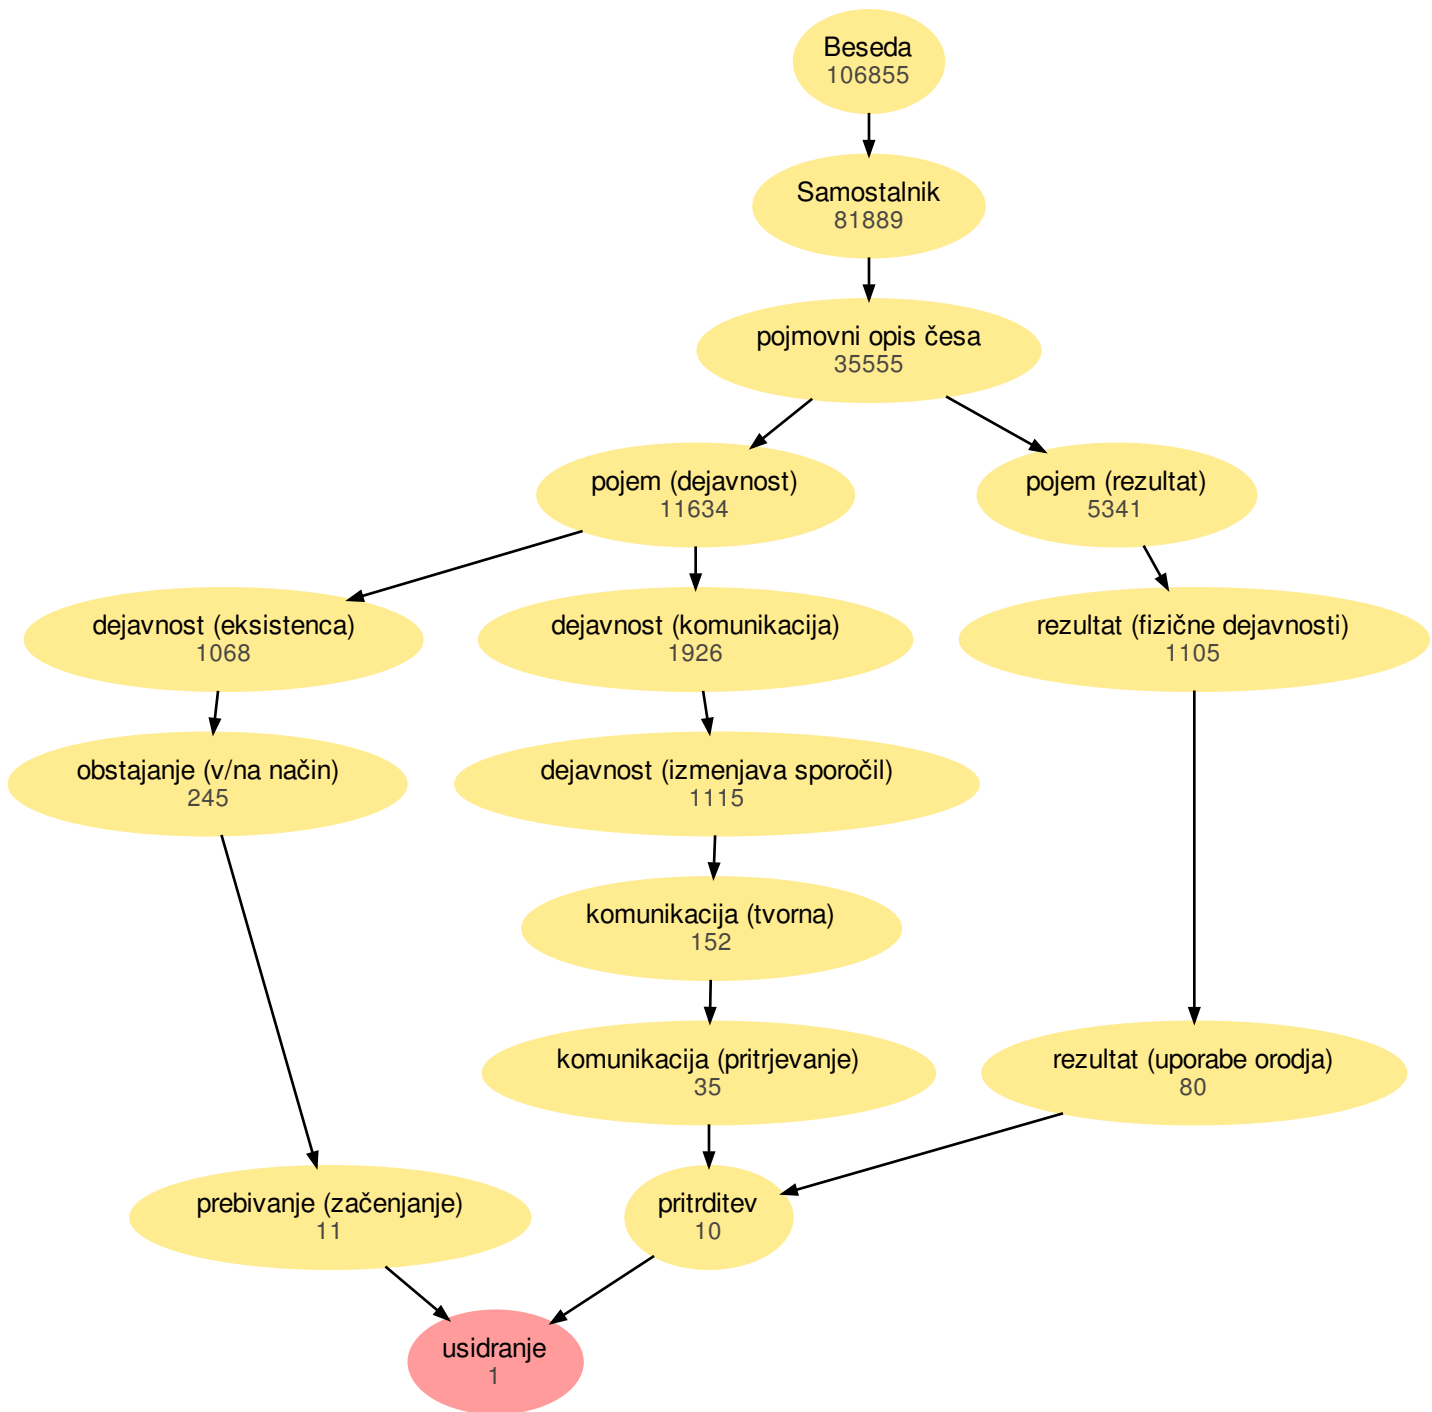 Beseda
106855
Samostalnik
81889
pojmovni opis česa
35555
pojem (dejavnost)
11634
pojem (rezultat)
5341
dejavnost (eksistenca)
1068
dejavnost (komunikacija)
1926
rezultat (fizične dejavnosti)
1105
obstajanje (v/na način)
245
dejavnost (izmenjava sporočil)
1115
komunikacija (tvorna)
152
komunikacija (pritrjevanje)
35
rezultat (uporabe orodja)
80
prebivanje (začenjanje)
11
pritrditev
10
usidranje
1